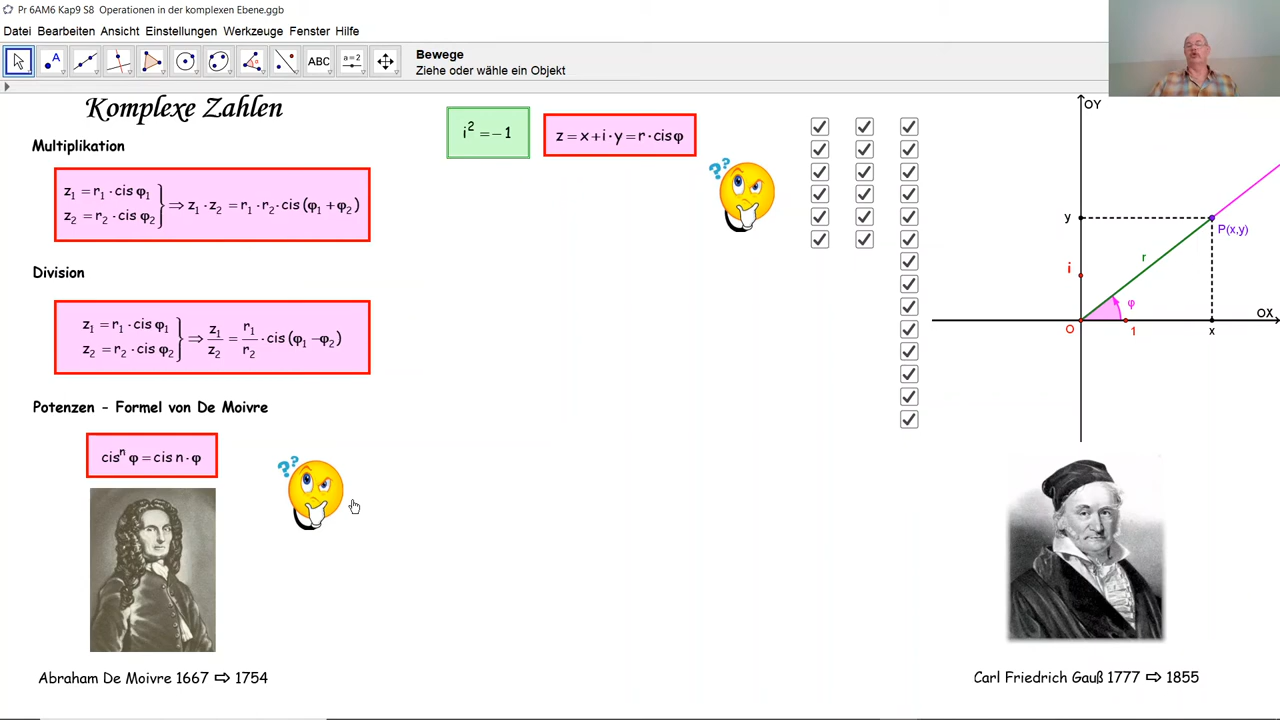 Pr 6AM6 Kap9 S8 Operationen in der komplexen Ebene.ggb
Datei Bearbeiten Ansicht Einstellungen Werkzeuge Fenster Hilfe
A
ABC
a=2
Bewege
Ziehe oder wähle ein Objekt
Komplexe Zahlen
i² = −1
z = x + i · y = r · cis φ
Multiplikation
z₁ = r₁ · cis φ₁
z₂ = r₂ · cis φ₂
⇒ z₁ · z₂ = r₁ · r₂ · cis (φ₁ + φ₂)
Division
z₁ = r₁ · cis φ₁
z₂ = r₂ · cis φ₂
⇒ z₁/z₂ = r₁/r₂ · cis (φ₁ − φ₂)
Potenzen - Formel von De Moivre
cisⁿ φ = cis n · φ
??
??
Abraham De Moivre 1667 ⇨ 1754
OY
y
P(x,y)
r
i
φ
OX
O
1
x
Carl Friedrich Gauß 1777 ⇨ 1855